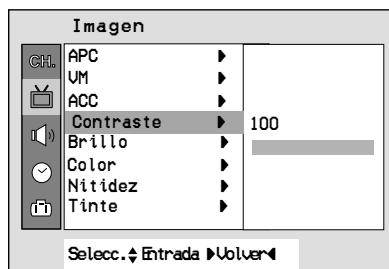 Imagen
CH.
APC
VM
ACC
Contraste 100
Brillo
Color
Nitidez
Tinte
Selecc. Entrada Volver